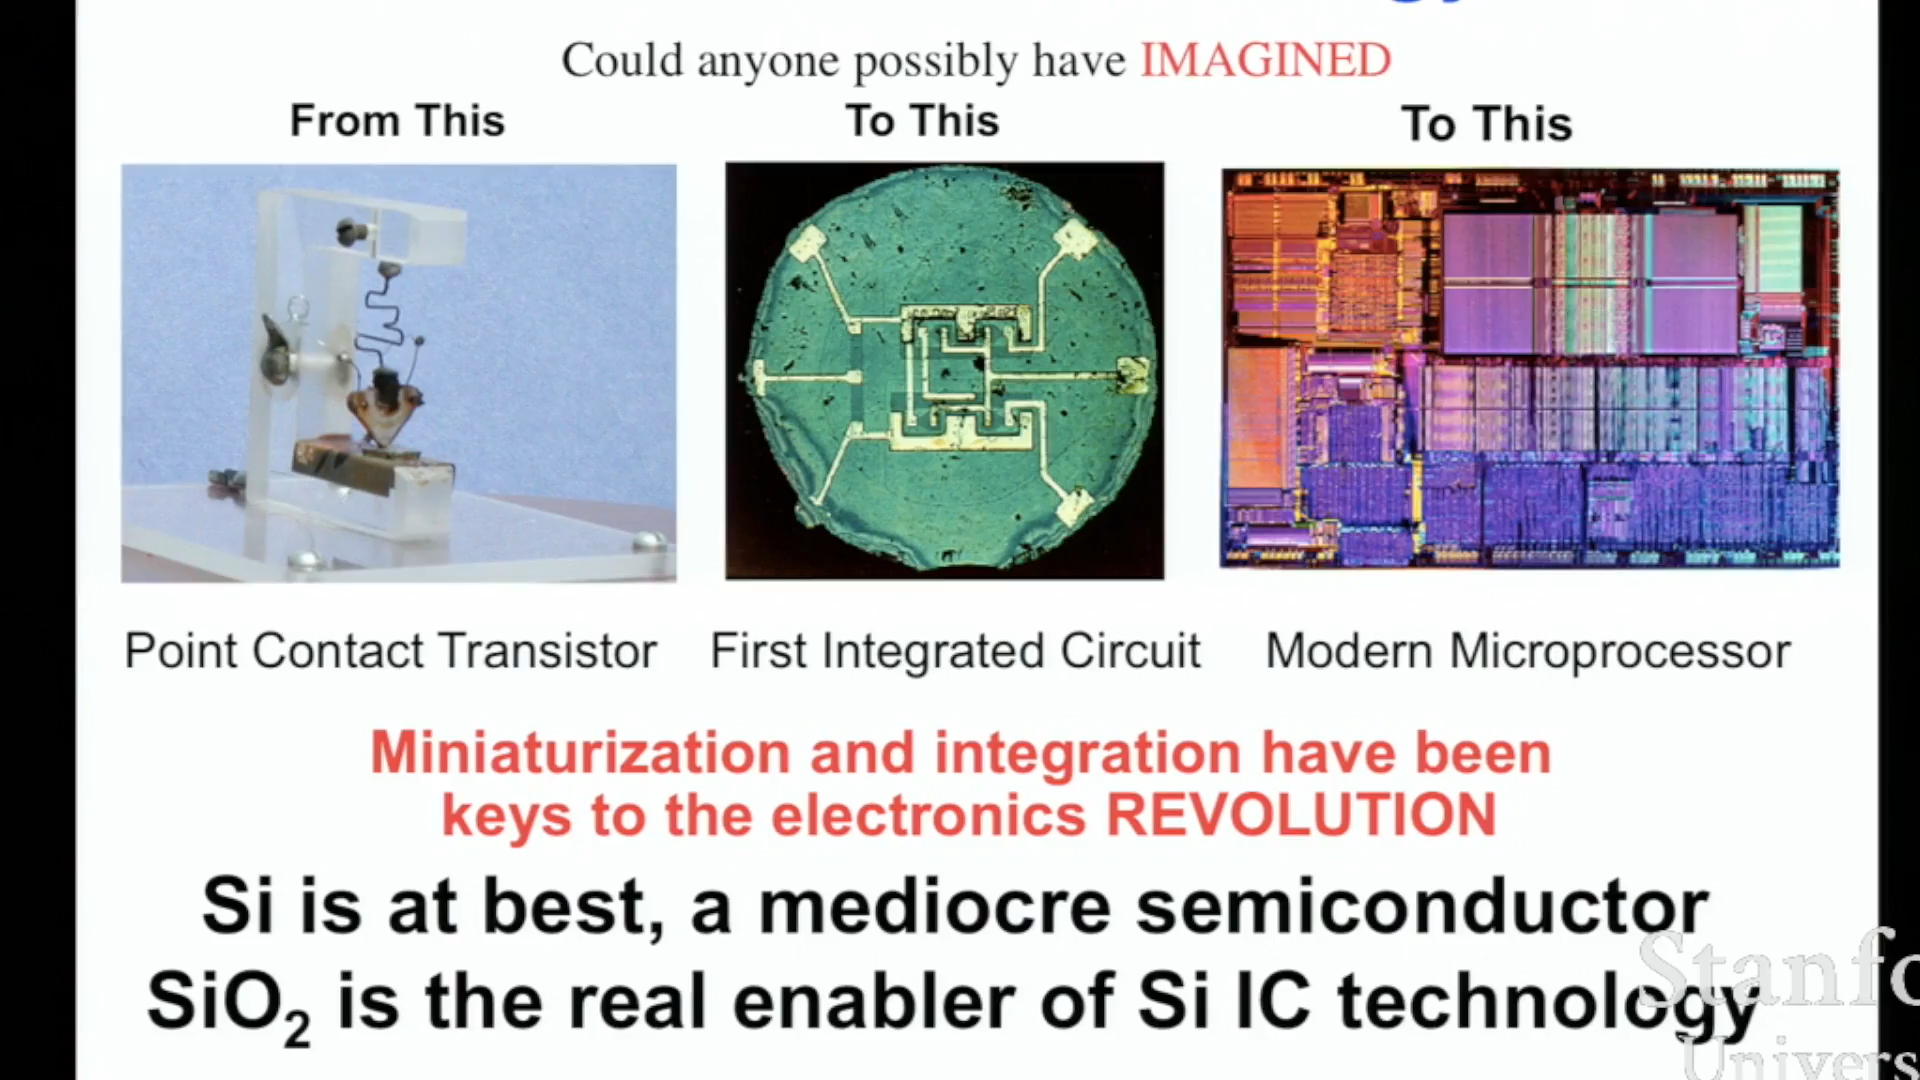 Could anyone possibly have IMAGINED
From This
To This
To This
Point Contact Transistor
First Integrated Circuit
Modern Microprocessor
Miniaturization and integration have been
keys to the electronics REVOLUTION
Si is at best, a mediocre semiconductor
SiO₂ is the real enabler of Si IC technology
Stanfo
Univers